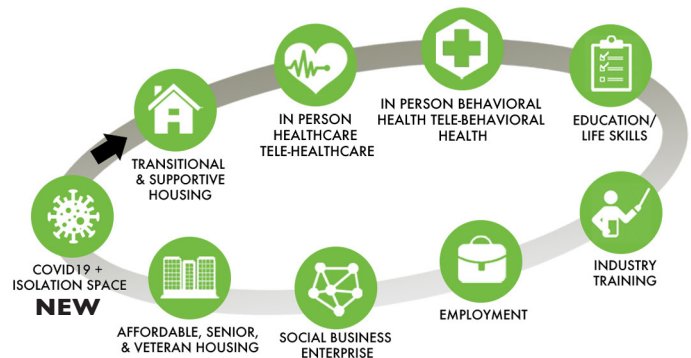 IN PERSON
HEALTHCARE
TELE-HEALTHCARE
IN PERSON BEHAVIORAL
HEALTH TELE-BEHAVIORAL
HEALTH
EDUCATION/
LIFE SKILLS
TRANSITIONAL
& SUPPORTIVE
HOUSING
COVID19 +
ISOLATION SPACE
NEW
INDUSTRY
TRAINING
EMPLOYMENT
AFFORDABLE, SENIOR,
& VETERAN HOUSING
SOCIAL BUSINESS
ENTERPRISE